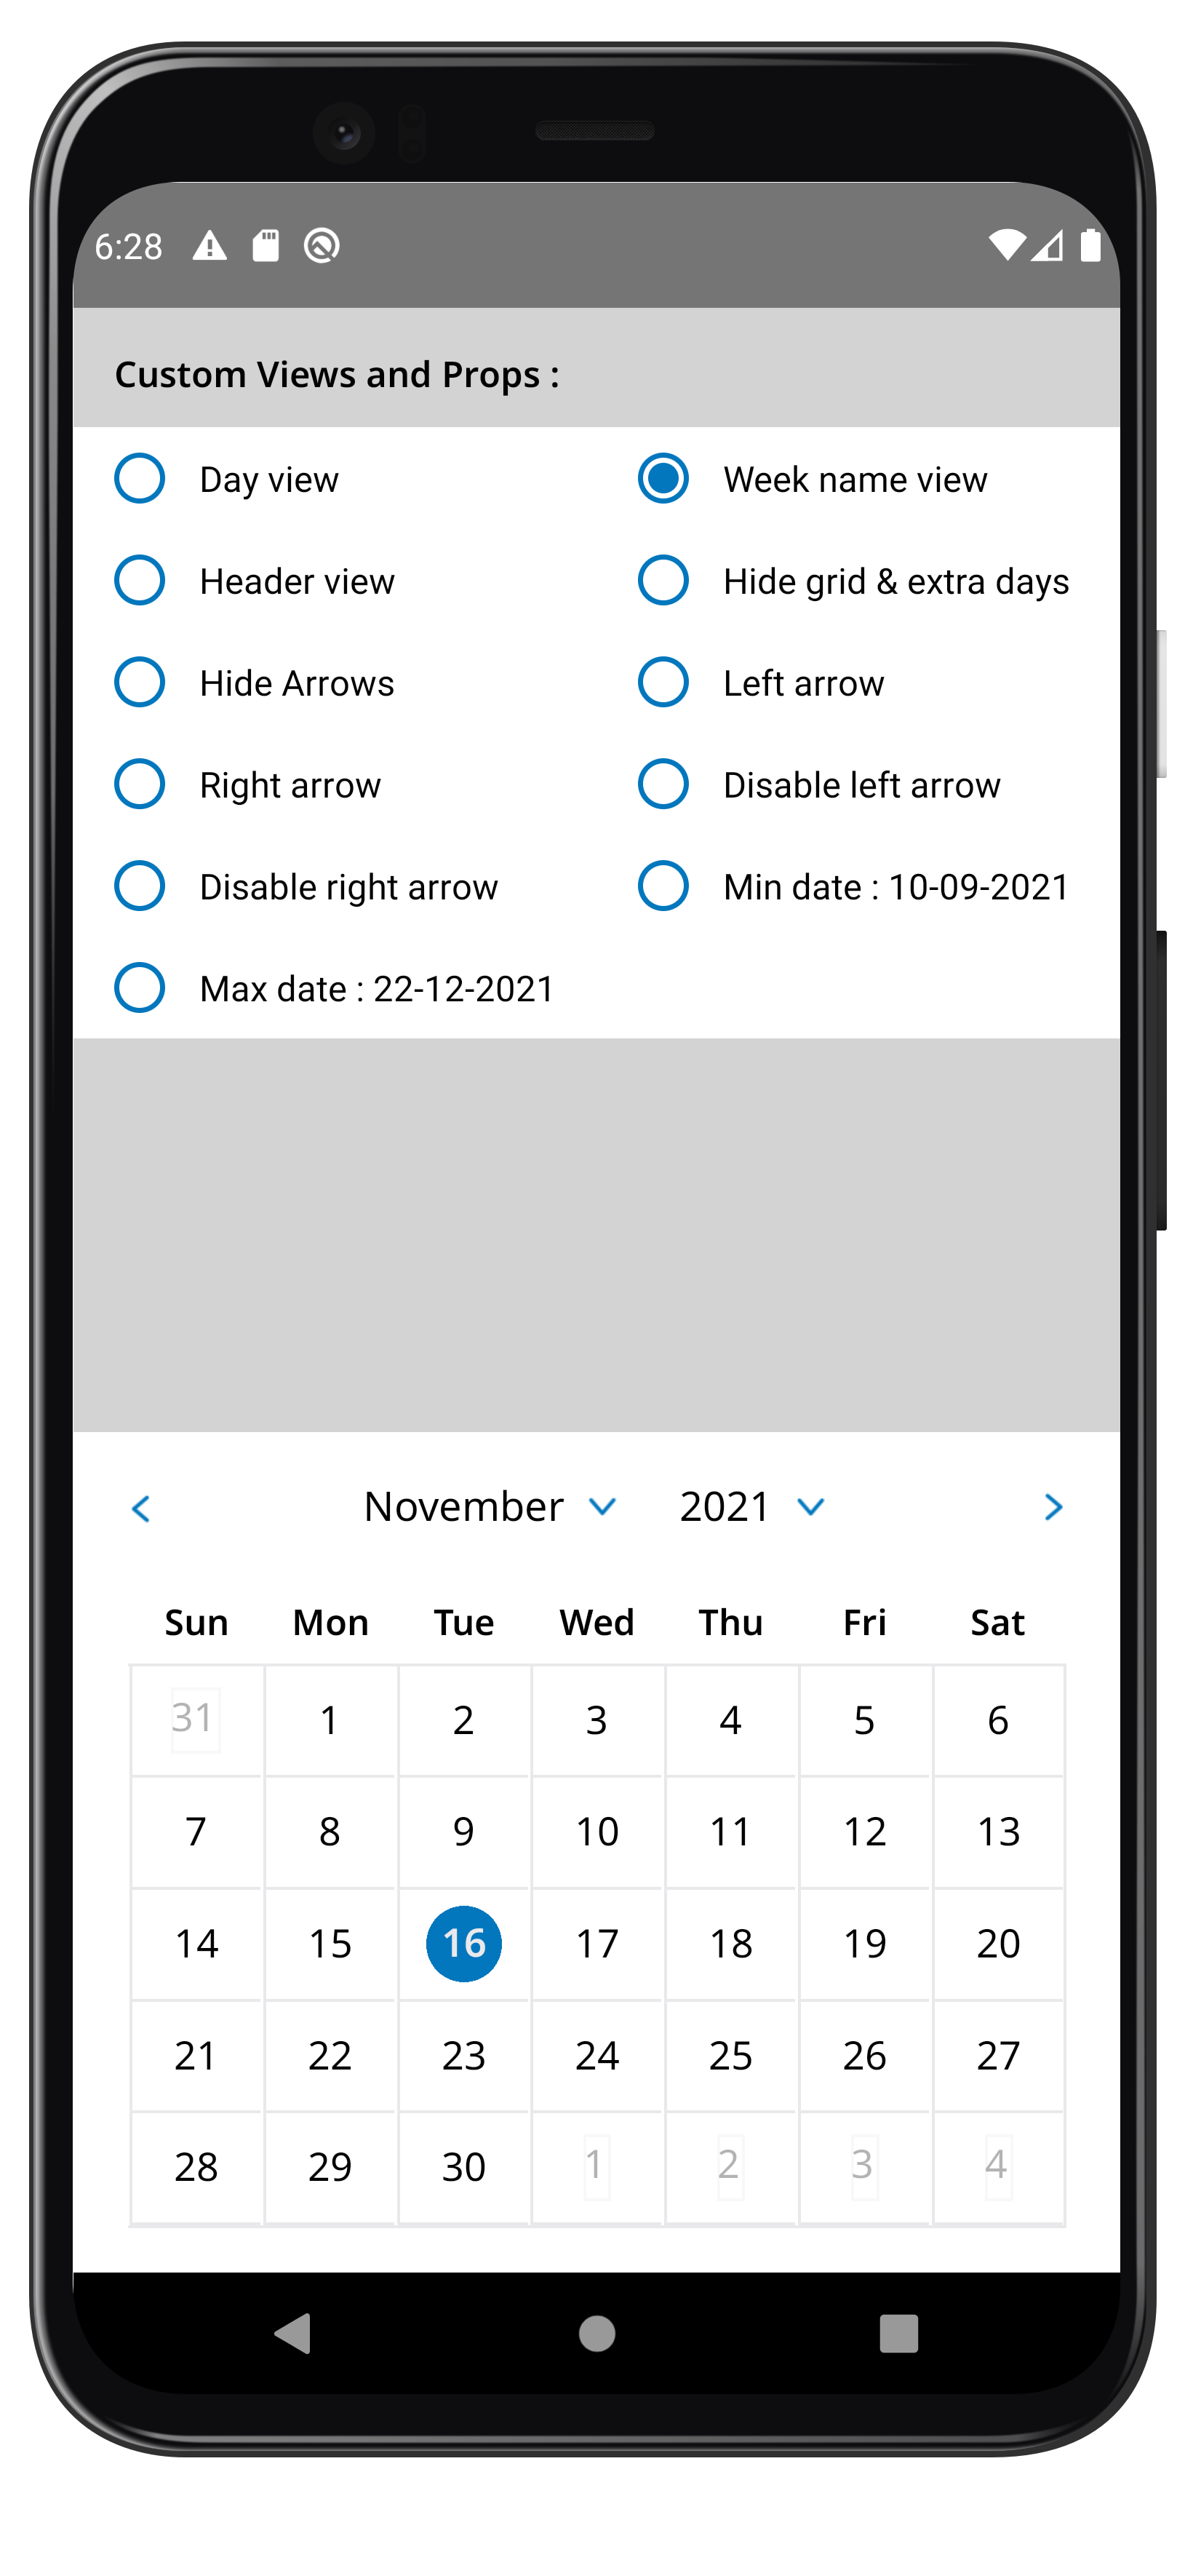 6:28
Custom Views and Props :
Day view Week name view
Header view Hide grid & extra days
Hide Arrows Left arrow
Right arrow Disable left arrow
Disable right arrow Min date : 10-09-2021
Max date : 22-12-2021
November 2021
Sun Mon Tue Wed Thu Fri Sat
31 1 2 3 4 5 6
7 8 9 10 11 12 13
14 15 16 17 18 19 20
21 22 23 24 25 26 27
28 29 30 1 2 3 4